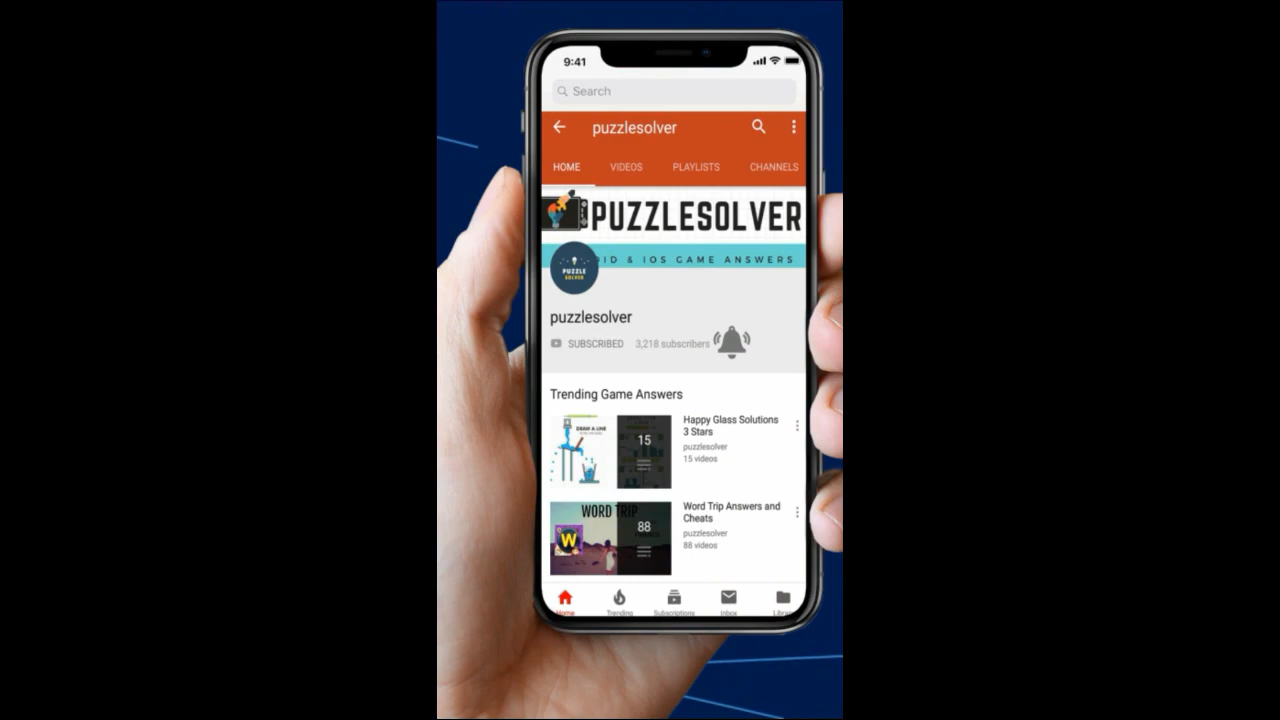 9:41
Search
puzzlesolver
HOME VIDEOS PLAYLISTS CHANNELS
PUZZLESOLVER
ID & IOS GAME ANSWERS
PUZZLE
SOLVER
puzzlesolver
SUBSCRIBED 3,218 subscribers
Trending Game Answers
DRAW A LINE
15
Happy Glass Solutions
3 Stars
puzzlesolver
15 videos
WORD TRIP
W
88
Word Trip Answers and
Cheats
puzzlesolver
88 videos
Home Trending Subscriptions Inbox Libra